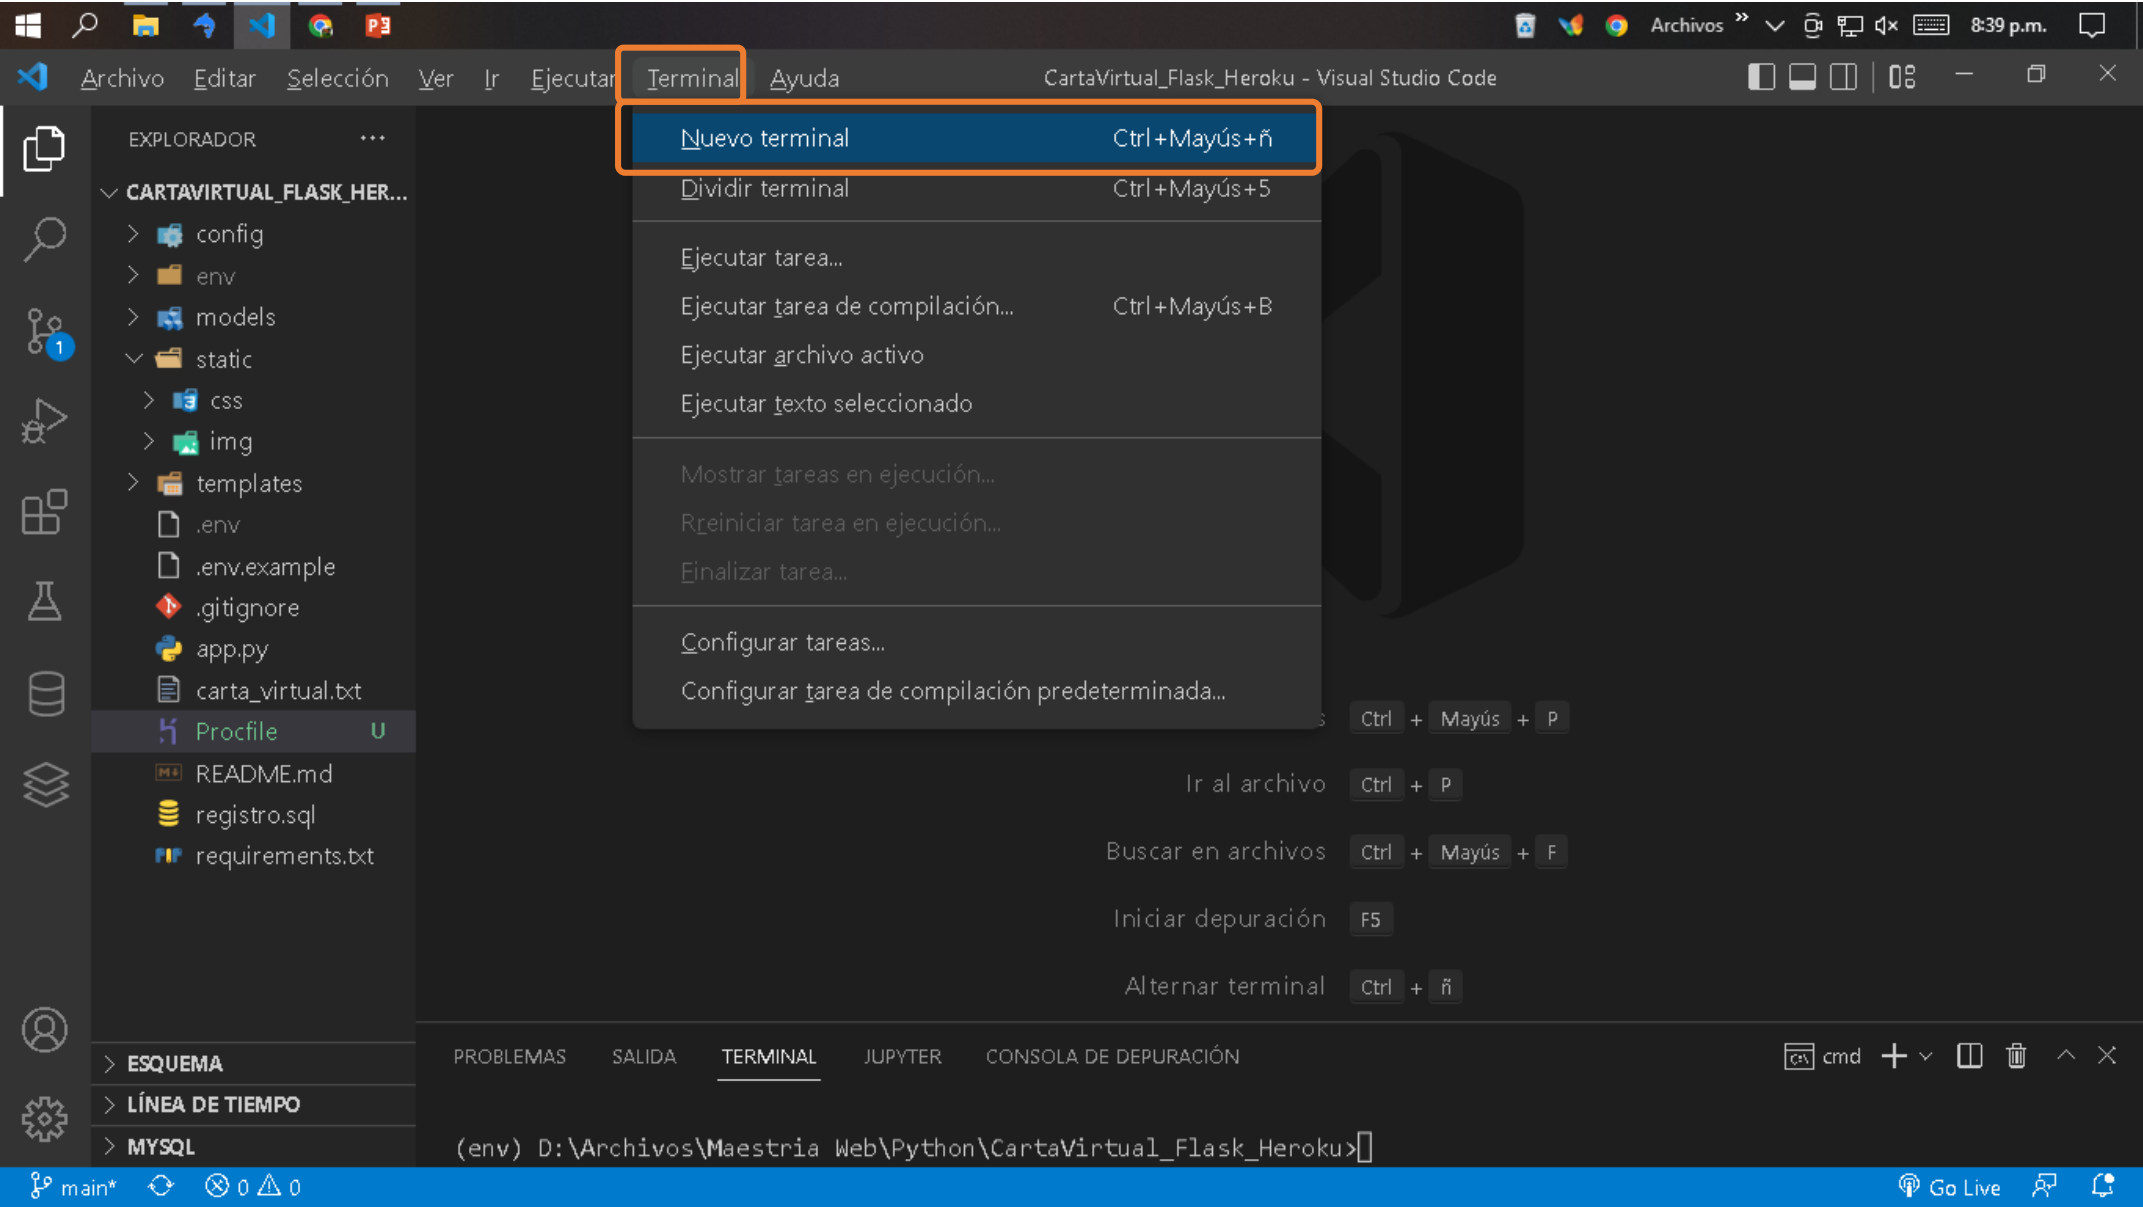 Archivos » 8:39 p.m.
Archivo Editar Selección Ver Ir Ejecutar Terminal Ayuda CartaVirtual_Flask_Heroku - Visual Studio Code
EXPLORADOR ...
CARTAVIRTUAL_FLASK_HER...
config
env
models
static
css
img
templates
.env
.env.example
.gitignore
app.py
carta_virtual.txt
Procfile U
README.md
registro.sql
requirements.txt
ESQUEMA
LÍNEA DE TIEMPO
MYSQL
1
Nuevo terminal Ctrl+Mayús+ñ
Dividir terminal Ctrl+Mayús+5
Ejecutar tarea...
Ejecutar tarea de compilación... Ctrl+Mayús+B
Ejecutar archivo activo
Ejecutar texto seleccionado
Mostrar tareas en ejecución...
Rreiniciar tarea en ejecución...
Finalizar tarea...
Configurar tareas...
Configurar tarea de compilación predeterminada...
s Ctrl + Mayús + P
Ir al archivo Ctrl + P
Buscar en archivos Ctrl + Mayús + F
Iniciar depuración F5
Alternar terminal Ctrl + ñ
PROBLEMAS SALIDA TERMINAL JUPYTER CONSOLA DE DEPURACIÓN cmd
(env) D:\Archivos\Maestria Web\Python\CartaVirtual_Flask_Heroku>
main* 0 0 Go Live